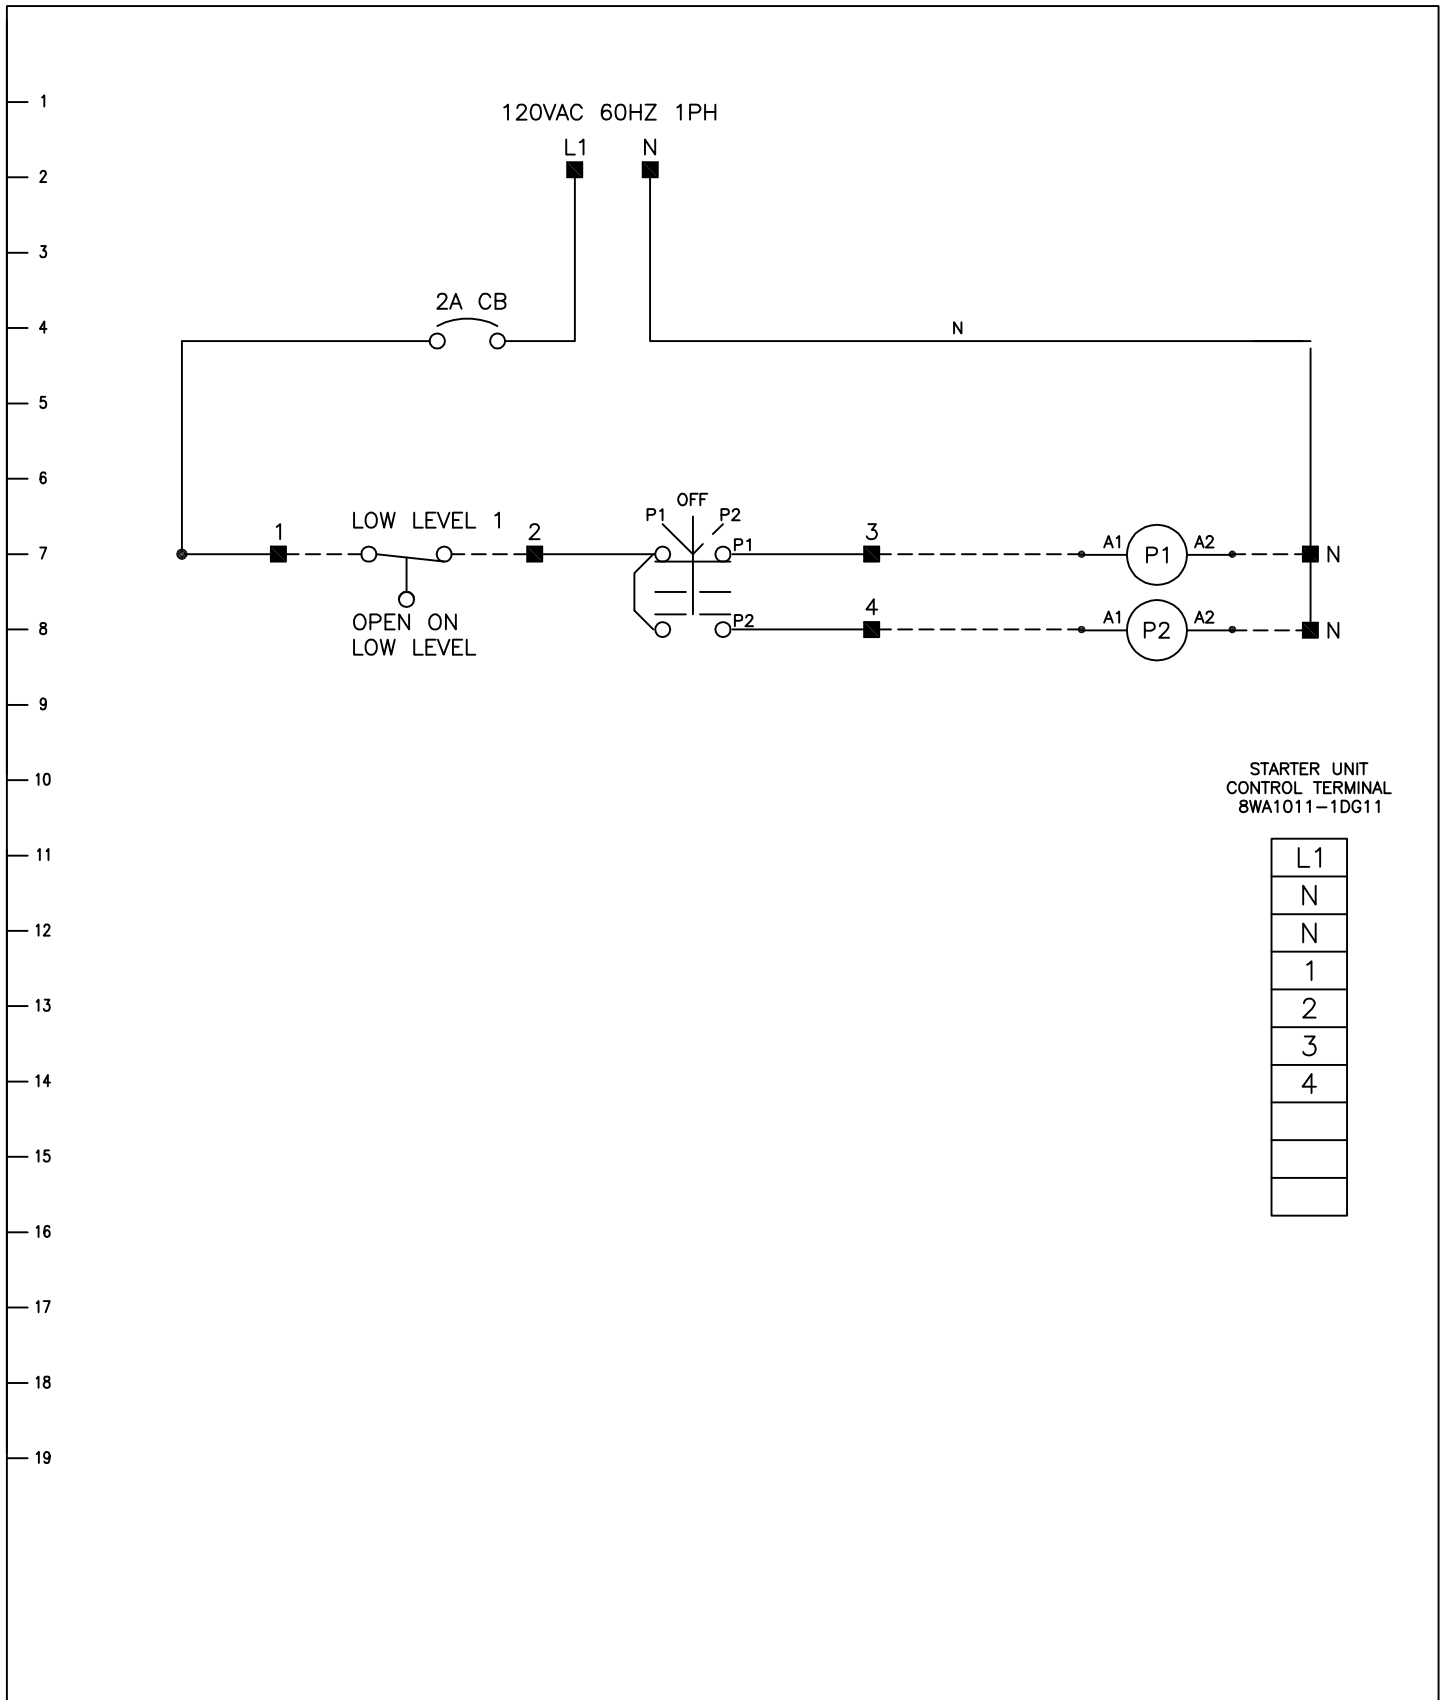 1
120VAC 60HZ 1PH
L1 N
2
3
2A CB
4
N
5
6
OFF
P1 P2
1 LOW LEVEL 1 2 P1 3 A1 P1 A2
7
N
OPEN ON
LOW LEVEL
P2 4 A1 P2 A2
8
N
9
10
STARTER UNIT
CONTROL TERMINAL
8WA1011-1DG11
11
L1
N
12
N
1
13
2
3
14
4
15
16
17
18
19